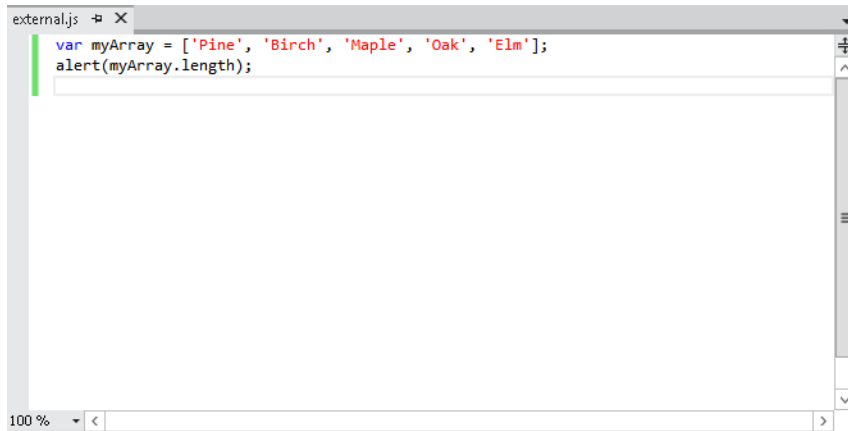 external.js
var myArray = ['Pine', 'Birch', 'Maple', 'Oak', 'Elm'];
alert(myArray.length);
100 %